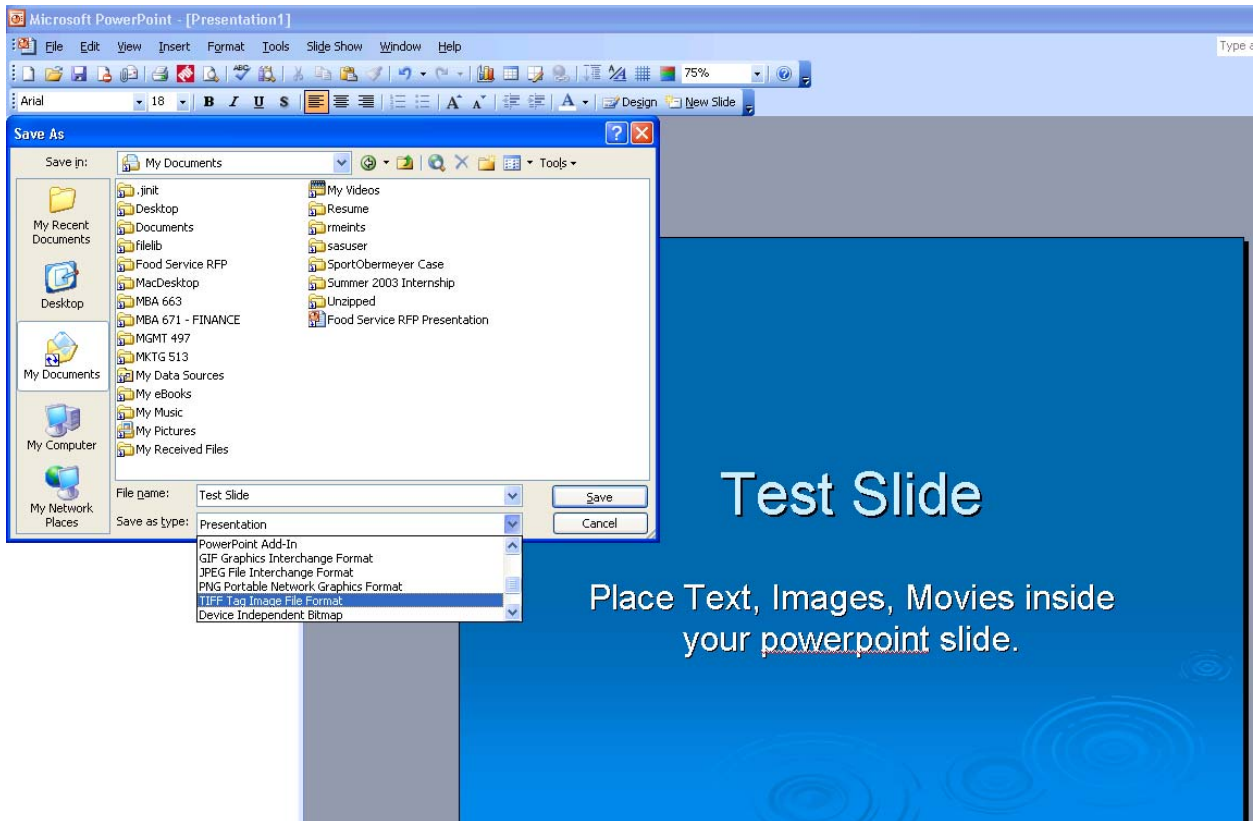 Microsoft PowerPoint - [Presentation1]
File Edit View Insert Format Tools Slide Show Window Help
Type a
75%
Arial 18 B I U S A A A Design New Slide
Save As
Save in: My Documents Tools
My Recent Documents
Desktop
My Documents
My Computer
My Network Places
.jinit
Desktop
Documents
filelib
Food Service RFP
MacDesktop
MBA 663
MBA 671 - FINANCE
MGMT 497
MKTG 513
My Data Sources
My eBooks
My Music
My Pictures
My Received Files
My Videos
Resume
rmeints
sasuser
SportObermeyer Case
Summer 2003 Internship
Unzipped
Food Service RFP Presentation
File name: Test Slide Save
Save as type: Presentation Cancel
PowerPoint Add-In
GIF Graphics Interchange Format
JPEG File Interchange Format
PNG Portable Network Graphics Format
TIFF Tag Image File Format
Device Independent Bitmap
Test Slide
Place Text, Images, Movies inside
your powerpoint slide.